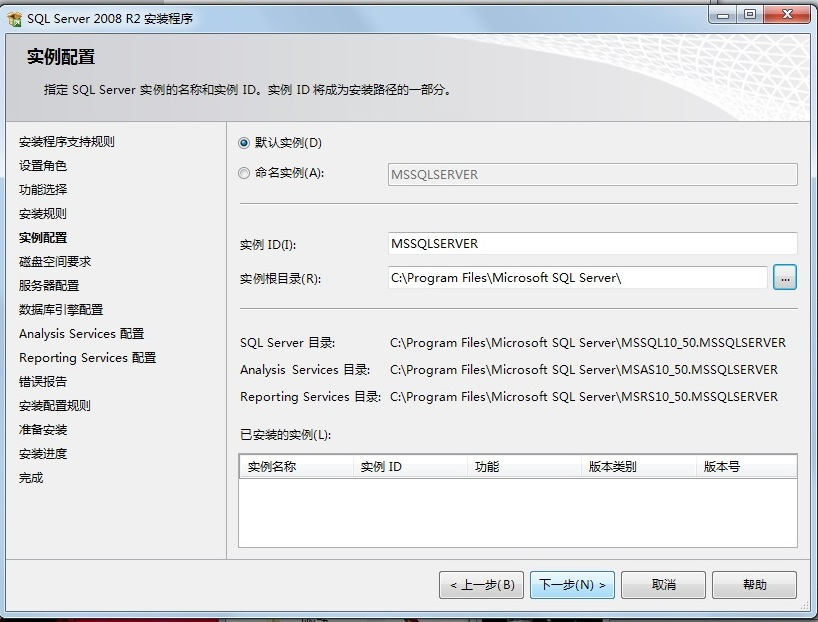 SQL Server 2008 R2 安装程序
实例配置
指定 SQL Server 实例的名称和实例 ID。实例 ID 将成为安装路径的一部分。
安装程序支持规则
设置角色
功能选择
安装规则
实例配置
磁盘空间要求
服务器配置
数据库引擎配置
Analysis Services 配置
Reporting Services 配置
错误报告
安装配置规则
准备安装
安装进度
完成
默认实例(D)
命名实例(A): MSSQLSERVER
实例 ID(I): MSSQLSERVER
实例根目录(R): C:\Program Files\Microsoft SQL Server\ ...
SQL Server 目录: C:\Program Files\Microsoft SQL Server\MSSQL10_50.MSSQLSERVER
Analysis Services 目录: C:\Program Files\Microsoft SQL Server\MSAS10_50.MSSQLSERVER
Reporting Services 目录: C:\Program Files\Microsoft SQL Server\MSRS10_50.MSSQLSERVER
已安装的实例(L):
实例名称 实例 ID 功能 版本类别 版本号
< 上一步(B) 下一步(N) > 取消 帮助